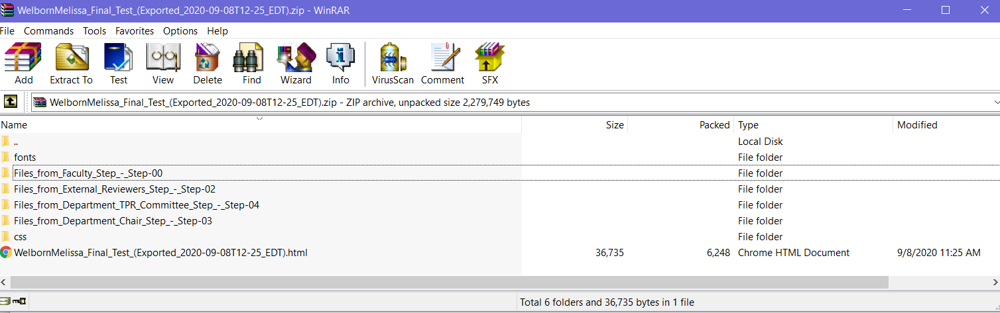 WelbornMelissa_Final_Test_(Exported_2020-09-08T12-25_EDT).zip - WinRAR
File Commands Tools Favorites Options Help
Add Extract To Test View Delete Find Wizard Info VirusScan Comment SFX
WelbornMelissa_Final_Test_(Exported_2020-09-08T12-25_EDT).zip - ZIP archive, unpacked size 2,279,749 bytes
Name Size Packed Type Modified
.. Local Disk
fonts File folder
Files_from_Faculty_Step_-_Step-00 File folder
Files_from_External_Reviewers_Step_-_Step-02 File folder
Files_from_Department_TPR_Committee_Step_-_Step-04 File folder
Files_from_Department_Chair_Step_-_Step-03 File folder
css File folder
WelbornMelissa_Final_Test_(Exported_2020-09-08T12-25_EDT).html 36,735 6,248 Chrome HTML Document 9/8/2020 11:25 AM
Total 6 folders and 36,735 bytes in 1 file